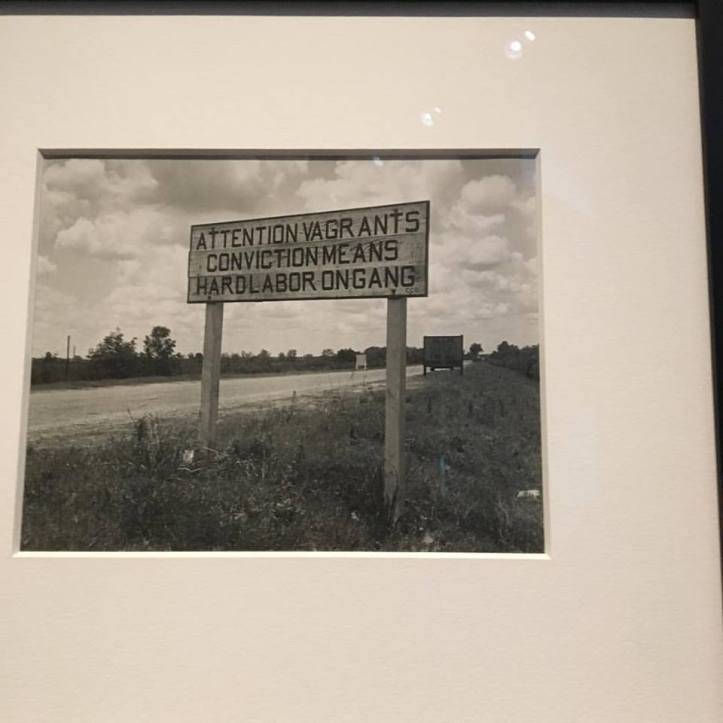 ATTENTION VAGRANTS
CONVICTION MEANS
HARD LABOR ON GANG